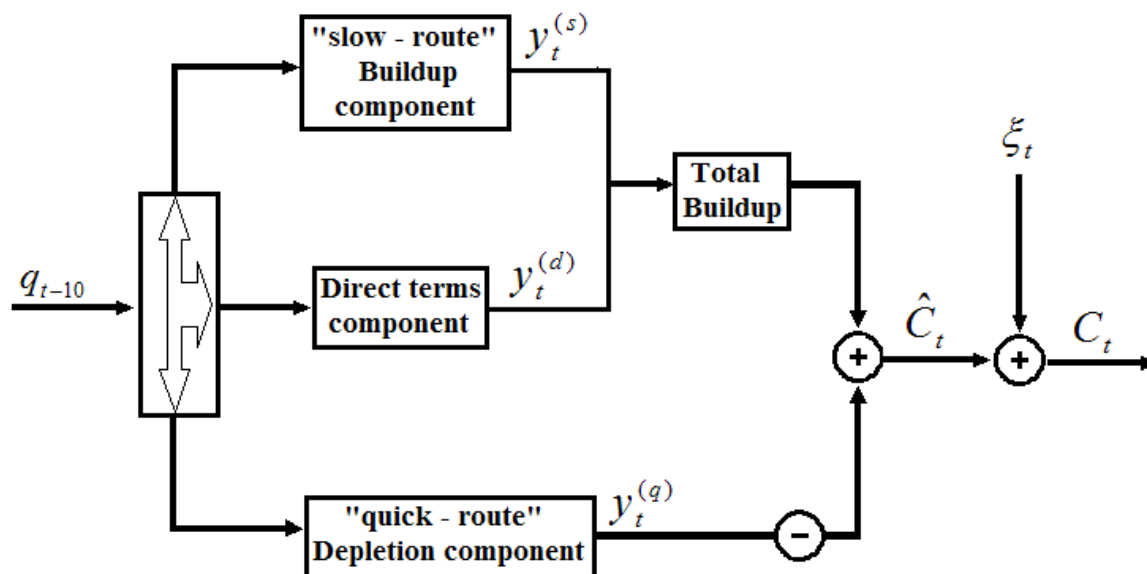 "slow - route"
Buildup
component
y_t^{(s)}
Total
Buildup
ξ_t
q_{t-10}
Direct terms
component
y_t^{(d)}
+
Ĉ_t
+
C_t
"quick - route"
Depletion component
y_t^{(q)}
-